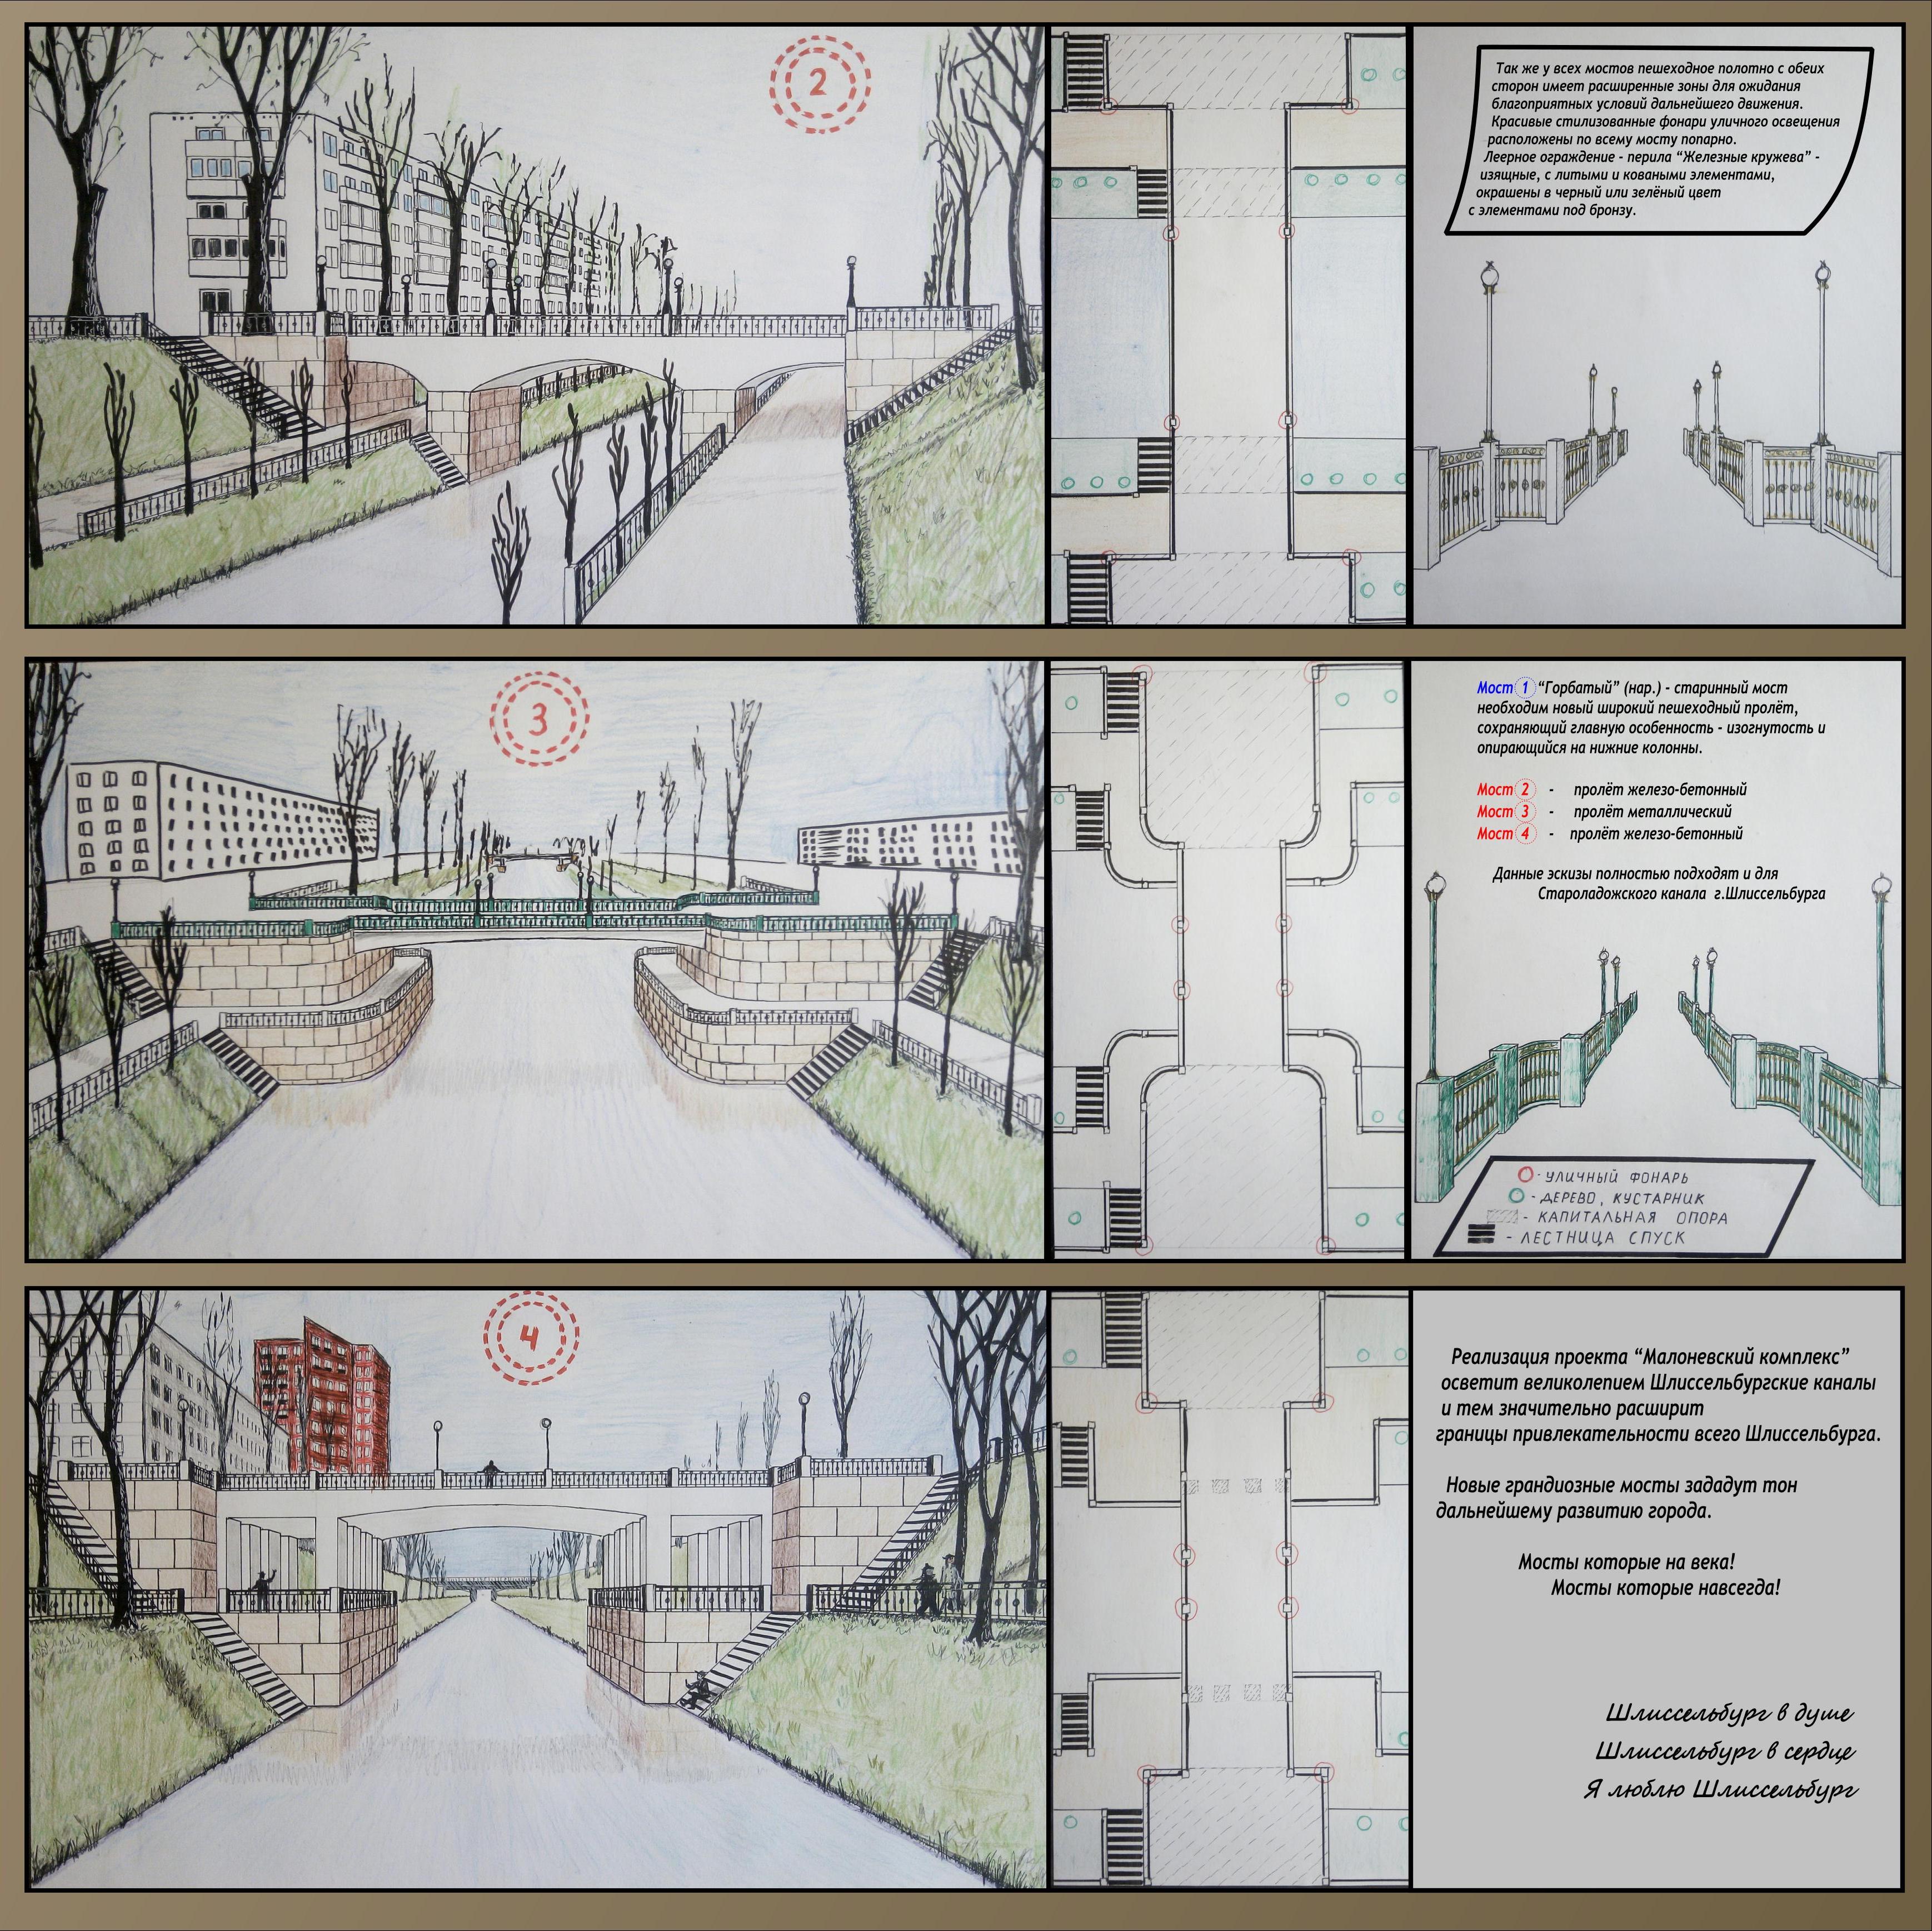 2
Так же у всех мостов пешеходное полотно с обеих
сторон имеет расширенные зоны для ожидания
благоприятных условий дальнейшего движения.
Красивые стилизованные фонари уличного освещения
расположены по всему мосту попарно.
Леерное ограждение - перила “Железные кружева” -
изящные, с литыми и коваными элементами,
окрашены в черный или зелёный цвет
с элементами под бронзу.
3
Мост 1 “Горбатый” (нар.) - старинный мост
необходим новый широкий пешеходный пролёт,
сохраняющий главную особенность - изогнутость и
опирающийся на нижние колонны.
Мост 2 - пролёт железо-бетонный
Мост 3 - пролёт металлический
Мост 4 - пролёт железо-бетонный
Данные эскизы полностью подходят и для
Староладожского канала г.Шлиссельбурга
- УЛИЧНЫЙ ФОНАРЬ
- ДЕРЕВО, КУСТАРНИК
- КАПИТАЛЬНАЯ ОПОРА
- ЛЕСТНИЦА СПУСК
4
Реализация проекта “Малоневский комплекс”
осветит великолепием Шлиссельбургские каналы
и тем значительно расширит
границы привлекательности всего Шлиссельбурга.
Новые грандиозные мосты зададут тон
дальнейшему развитию города.
Мосты которые на века!
Мосты которые навсегда!
Шлиссельбург в душе
Шлиссельбург в сердце
Я люблю Шлиссельбург